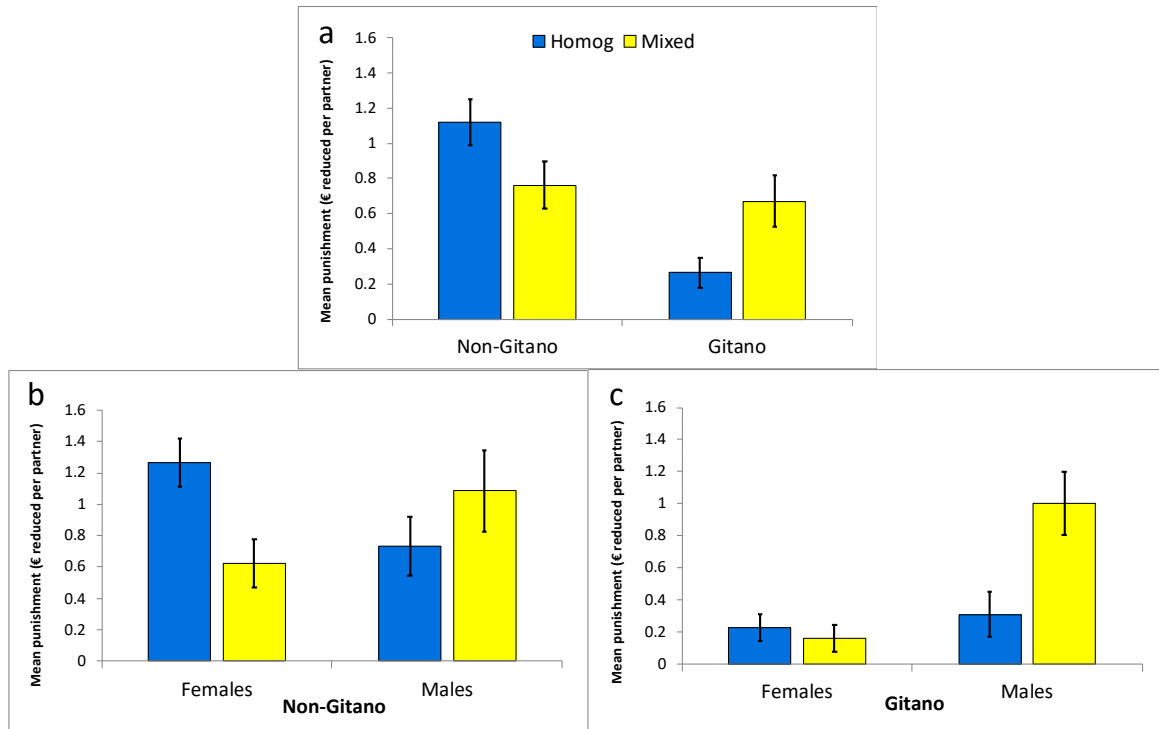 a
Homog Mixed
Mean punishment (€ reduced per partner)
1.6
1.4
1.2
1
0.8
0.6
0.4
0.2
0
Non-Gitano Gitano
b
Mean punishment (€ reduced per partner)
1.6
1.4
1.2
1
0.8
0.6
0.4
0.2
0
Females Males
Non-Gitano
c
Mean punishment (€ reduced per partner)
1.6
1.4
1.2
1
0.8
0.6
0.4
0.2
0
Females Males
Gitano